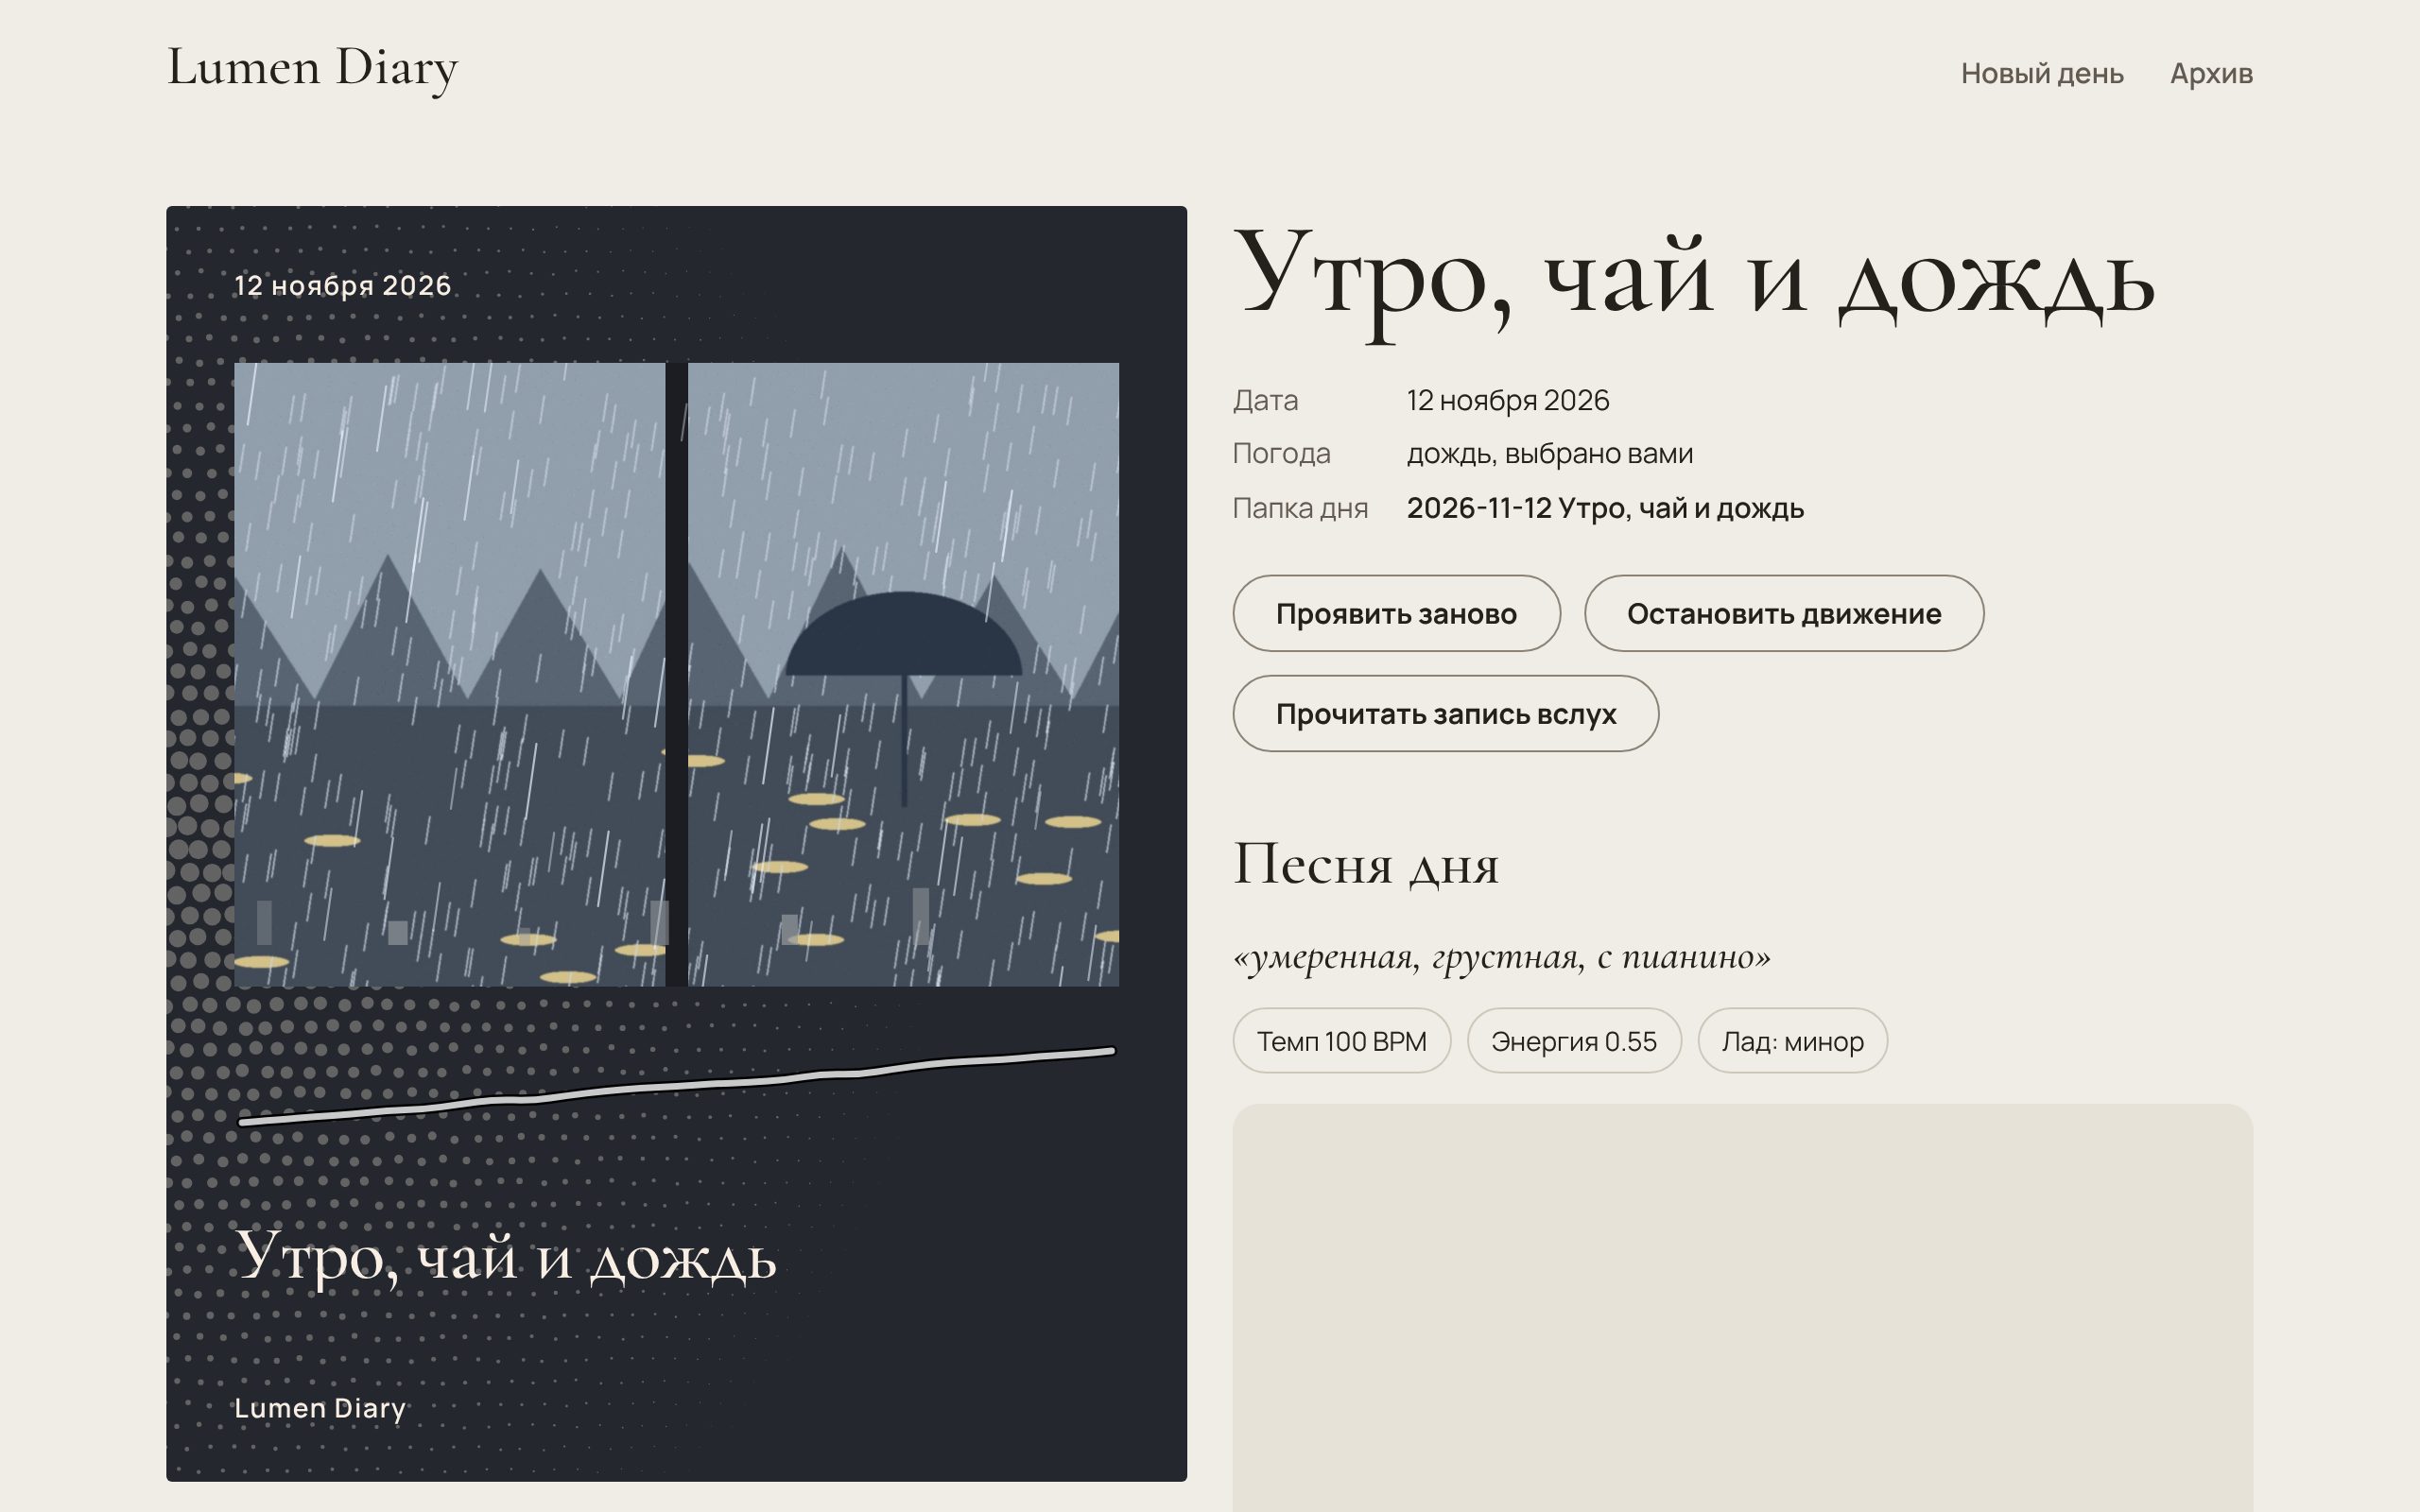 Lumen Diary
Новый день
Архив
12 ноября 2026
Утро, чай и дождь
Lumen Diary
Утро, чай и дождь
Дата 12 ноября 2026
Погода дождь, выбрано вами
Папка дня 2026-11-12 Утро, чай и дождь
Проявить заново
Остановить движение
Прочитать запись вслух
Песня дня
«умеренная, грустная, с пианино»
Темп 100 BPM
Энергия 0.55
Лад: минор